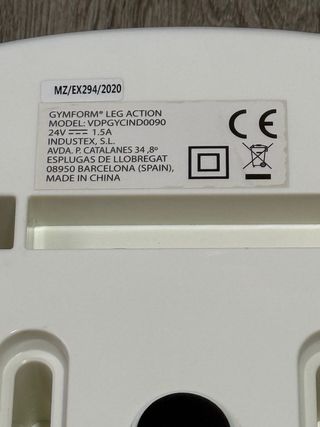 MZ/EX294/2020
GYMFORM® LEG ACTION
MODEL: VDPGYCIND0090
24V ⎓ 1.5A
INDUSTEX, S.L.
AVDA. P. CATALANES 34 ,8º
ESPLUGAS DE LLOBREGAT
08950 BARCELONA (SPAIN),
MADE IN CHINA
CE